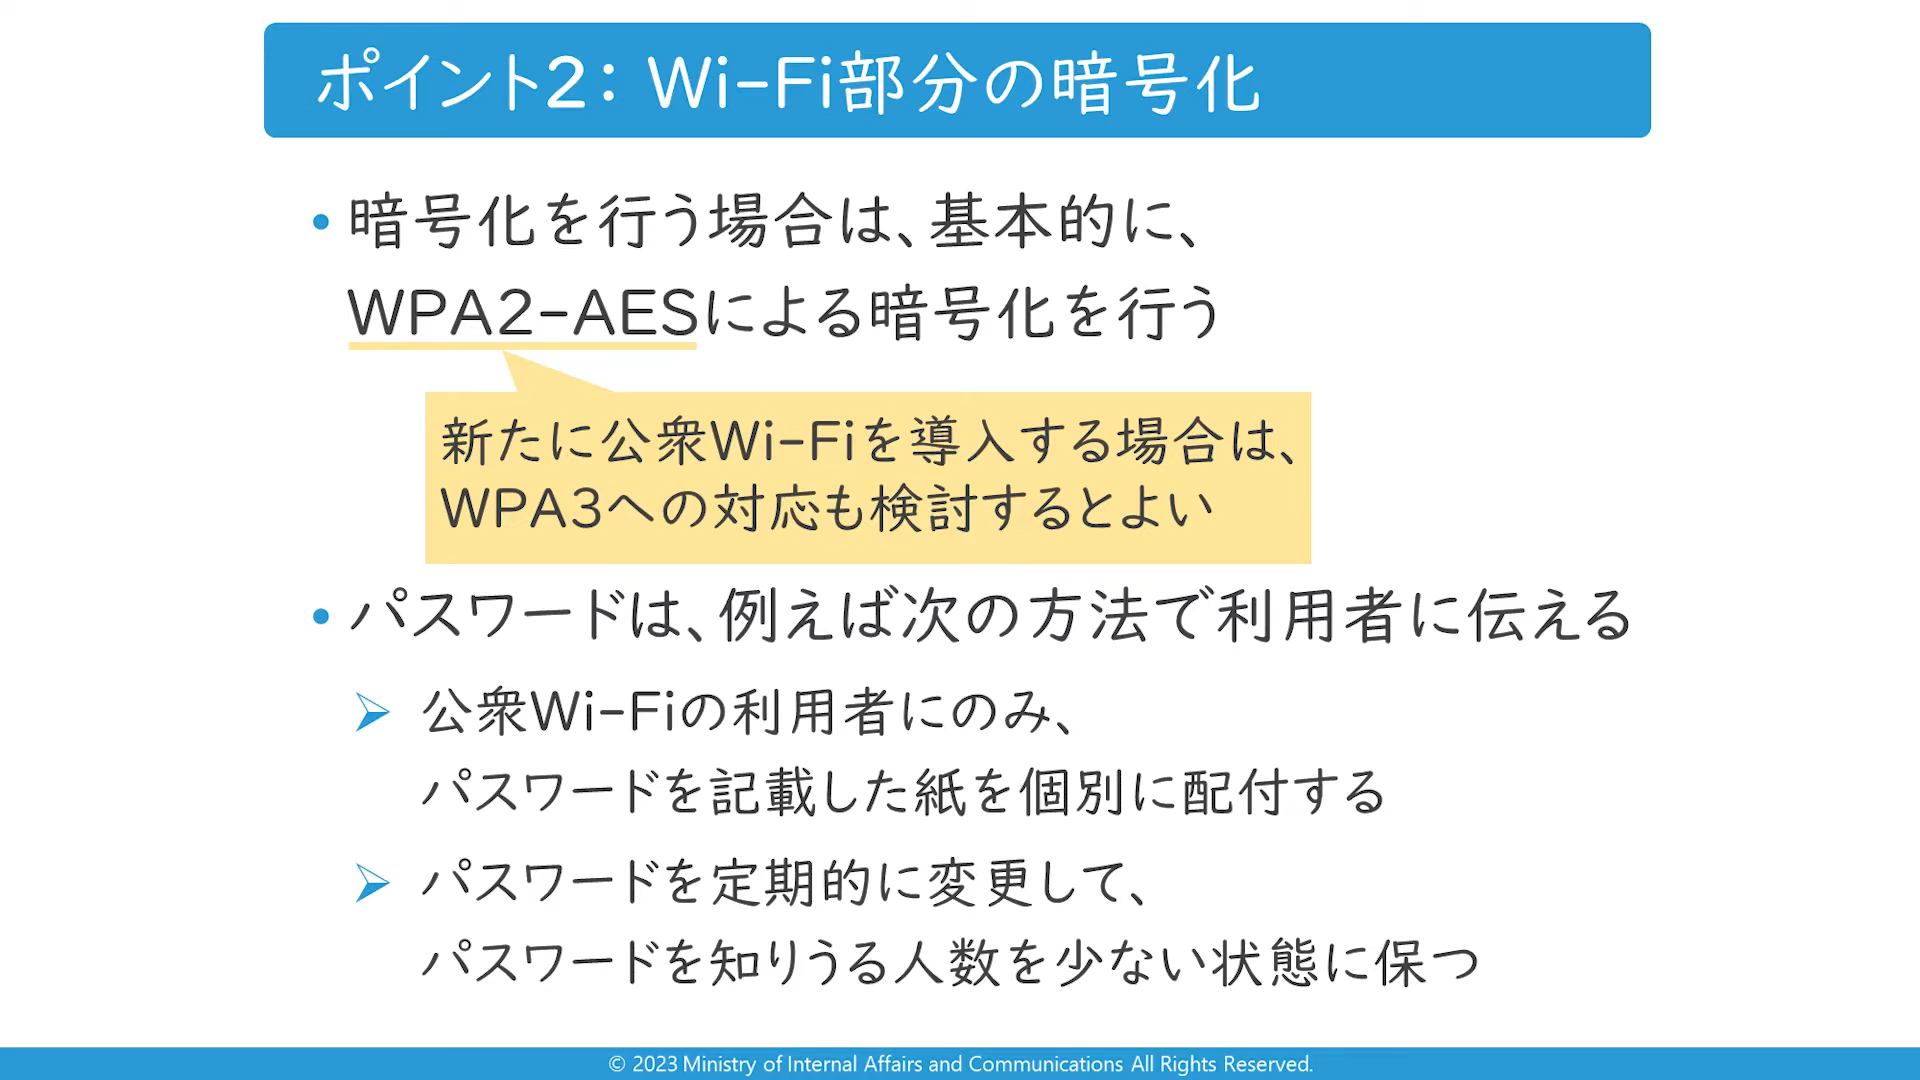 ポイント2：Wi-Fi部分の暗号化
• 暗号化を行う場合は、基本的に、
WPA2-AESによる暗号化を行う
新たに公衆Wi-Fiを導入する場合は、
WPA3への対応も検討するとよい
• パスワードは、例えば次の方法で利用者に伝える
➢ 公衆Wi-Fiの利用者にのみ、
パスワードを記載した紙を個別に配付する
➢ パスワードを定期的に変更して、
パスワードを知りうる人数を少ない状態に保つ
© 2023 Ministry of Internal Affairs and Communications All Rights Reserved.